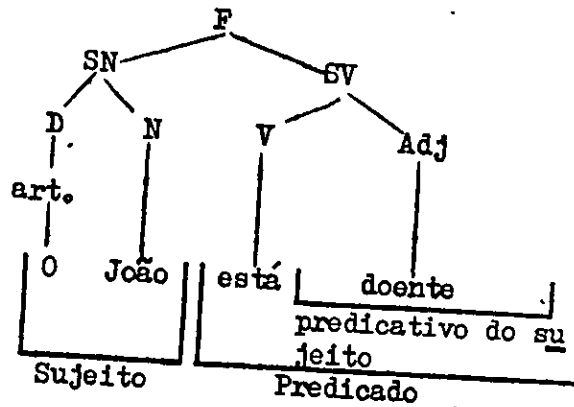 F
SN SV
D N V Adj
art.
O João está doente
predicativo do su
jeito
Sujeito Predicado